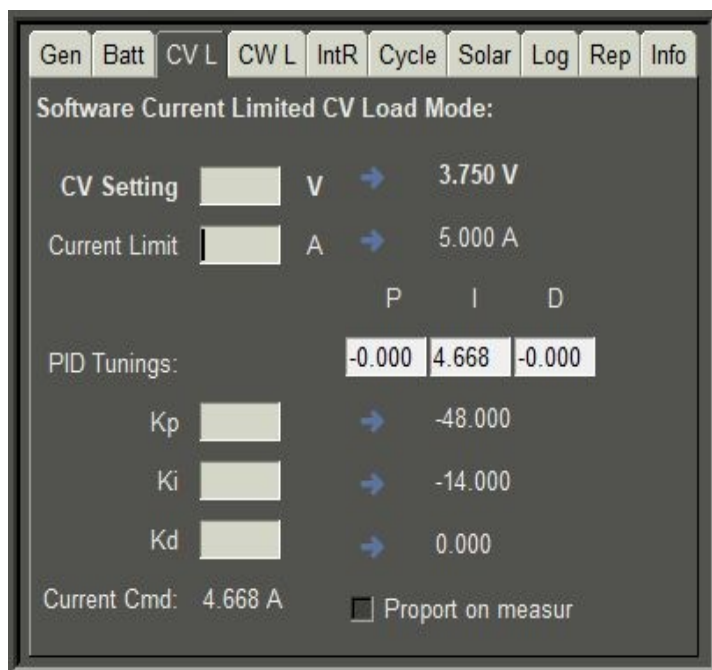 Gen Batt CV L CW L IntR Cycle Solar Log Rep Info
Software Current Limited CV Load Mode:
CV Setting V 3.750 V
Current Limit A 5.000 A
P I D
PID Tunings: -0.000 4.668 -0.000
Kp -48.000
Ki -14.000
Kd 0.000
Current Cmd: 4.668 A Proport on measur